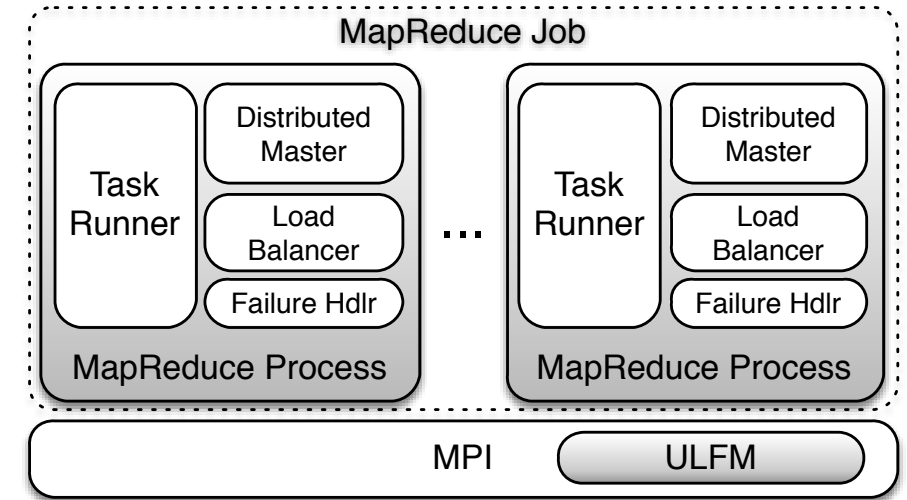 MapReduce Job
Task
Runner
Distributed
Master
Load
Balancer
Failure Hdlr
MapReduce Process
...
Task
Runner
Distributed
Master
Load
Balancer
Failure Hdlr
MapReduce Process
MPI
ULFM